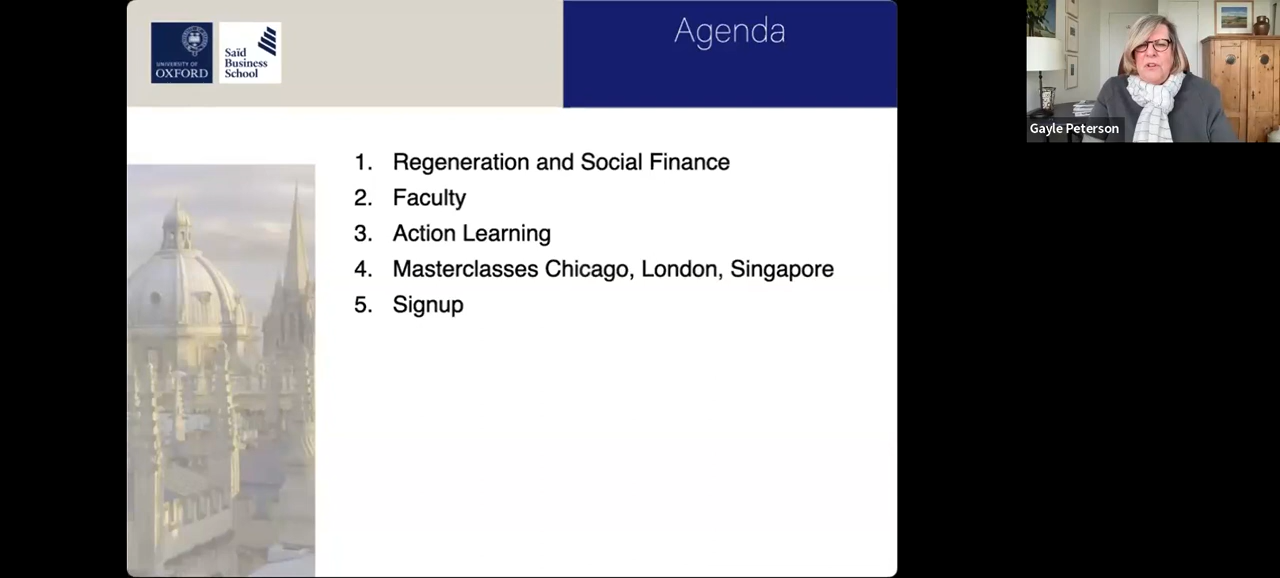 UNIVERSITY OF
OXFORD
Saïd
Business
School
Agenda
1. Regeneration and Social Finance
2. Faculty
3. Action Learning
4. Masterclasses Chicago, London, Singapore
5. Signup
Gayle Peterson